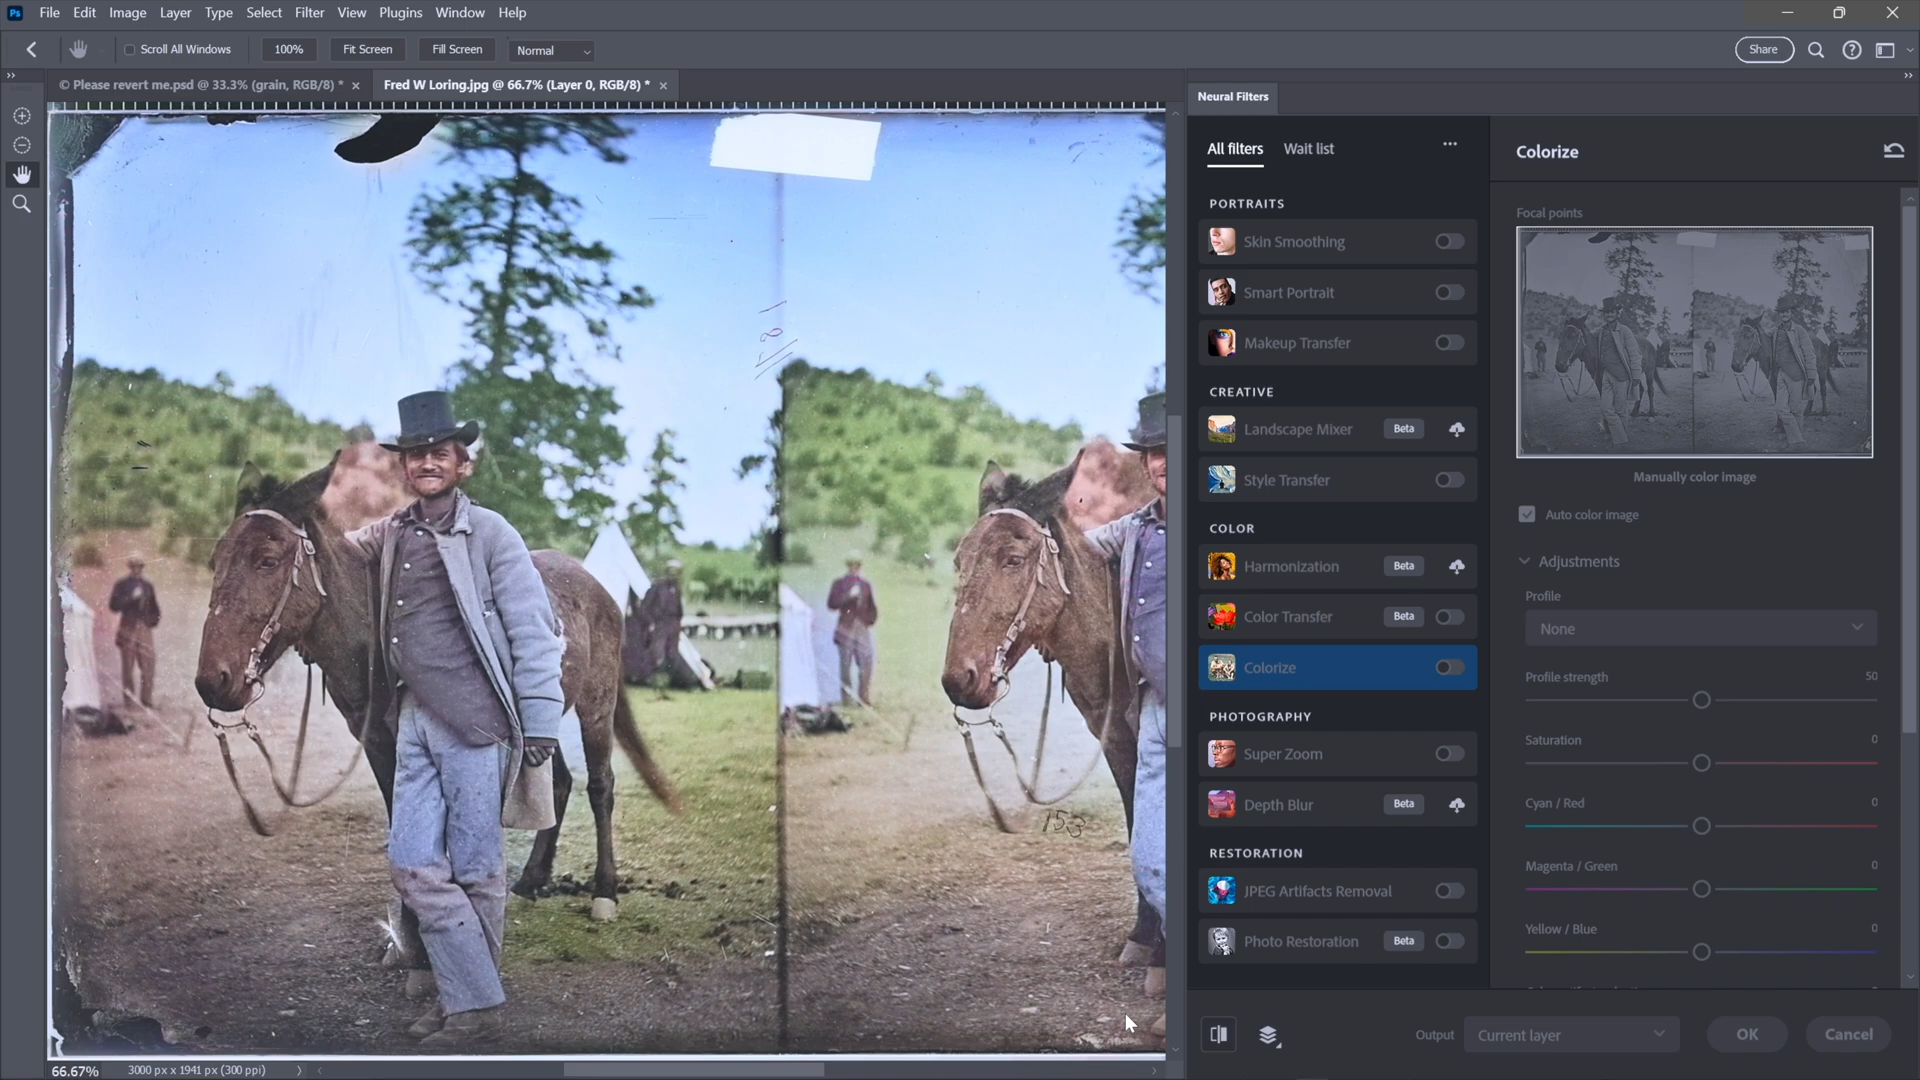 Ps File Edit Image Layer Type Select Filter View Plugins Window Help
Scroll All Windows 100% Fit Screen Fill Screen Normal Share
© Please revert me.psd @ 33.3% (grain, RGB/8) * Fred W Loring.jpg @ 66.7% (Layer 0, RGB/8) *
Neural Filters
All filters Wait list
PORTRAITS
Skin Smoothing
Smart Portrait
Makeup Transfer
CREATIVE
Landscape Mixer Beta
Style Transfer
COLOR
Harmonization Beta
Color Transfer Beta
Colorize
PHOTOGRAPHY
Super Zoom
Depth Blur Beta
RESTORATION
JPEG Artifacts Removal
Photo Restoration Beta
Colorize
Focal points
Manually color image
Auto color image
Adjustments
Profile
None
Profile strength 50
Saturation 0
Cyan / Red 0
Magenta / Green 0
Yellow / Blue 0
Output Current layer OK Cancel
153
66.67% 3000 px x 1941 px (300 ppi)